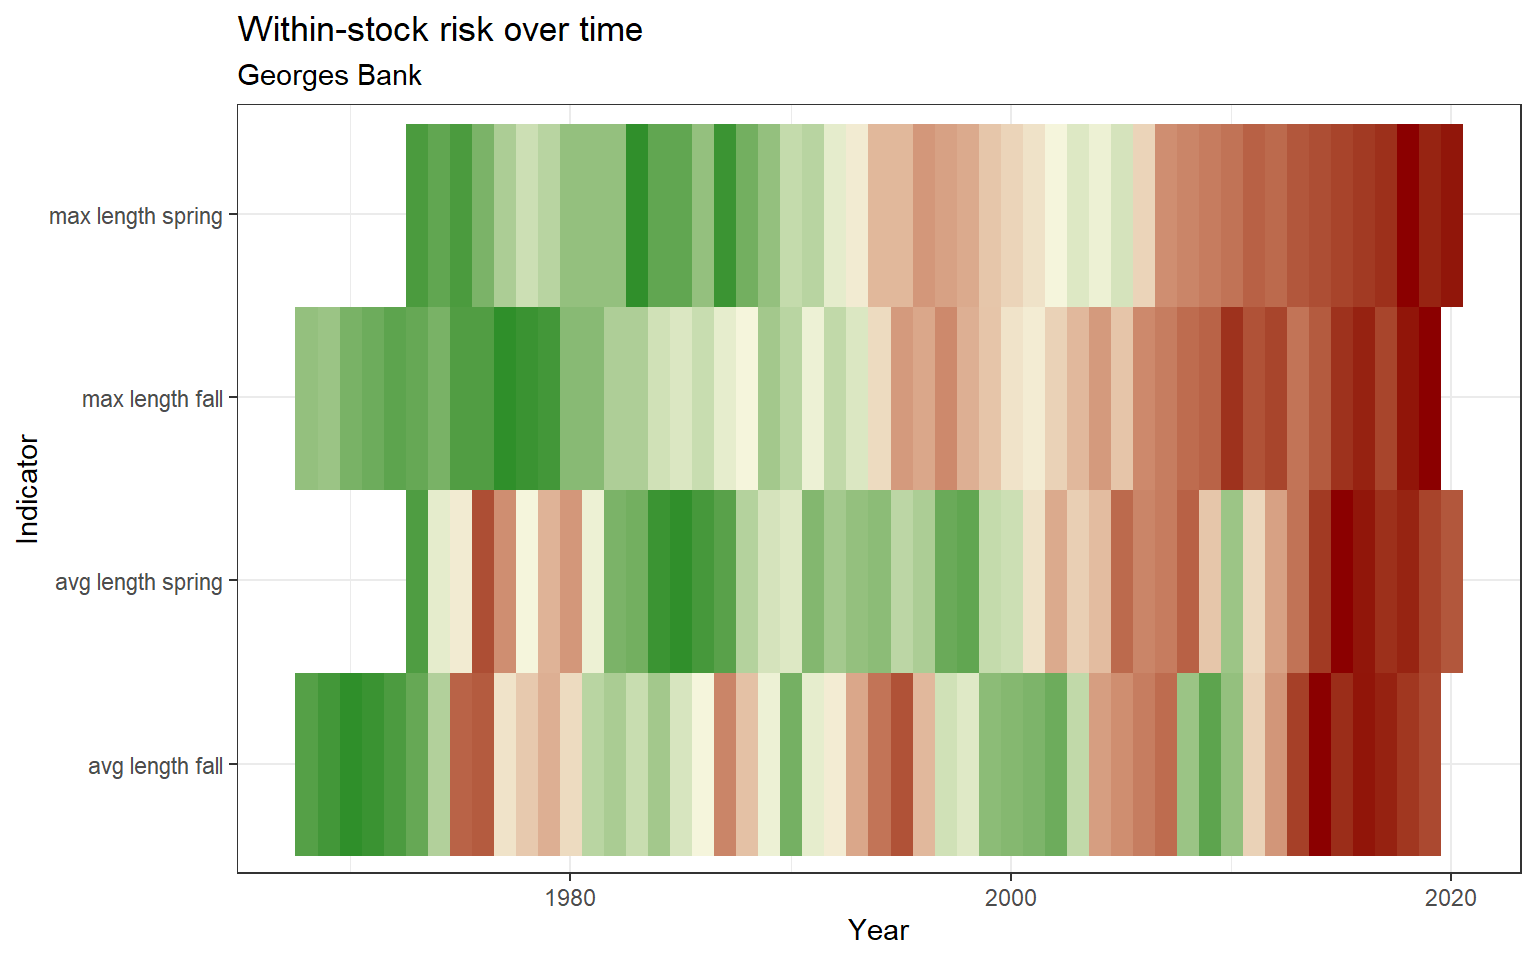 Within-stock risk over time
Georges Bank
max length spring
max length fall
avg length spring
avg length fall
Indicator
1980
2000
2020
Year